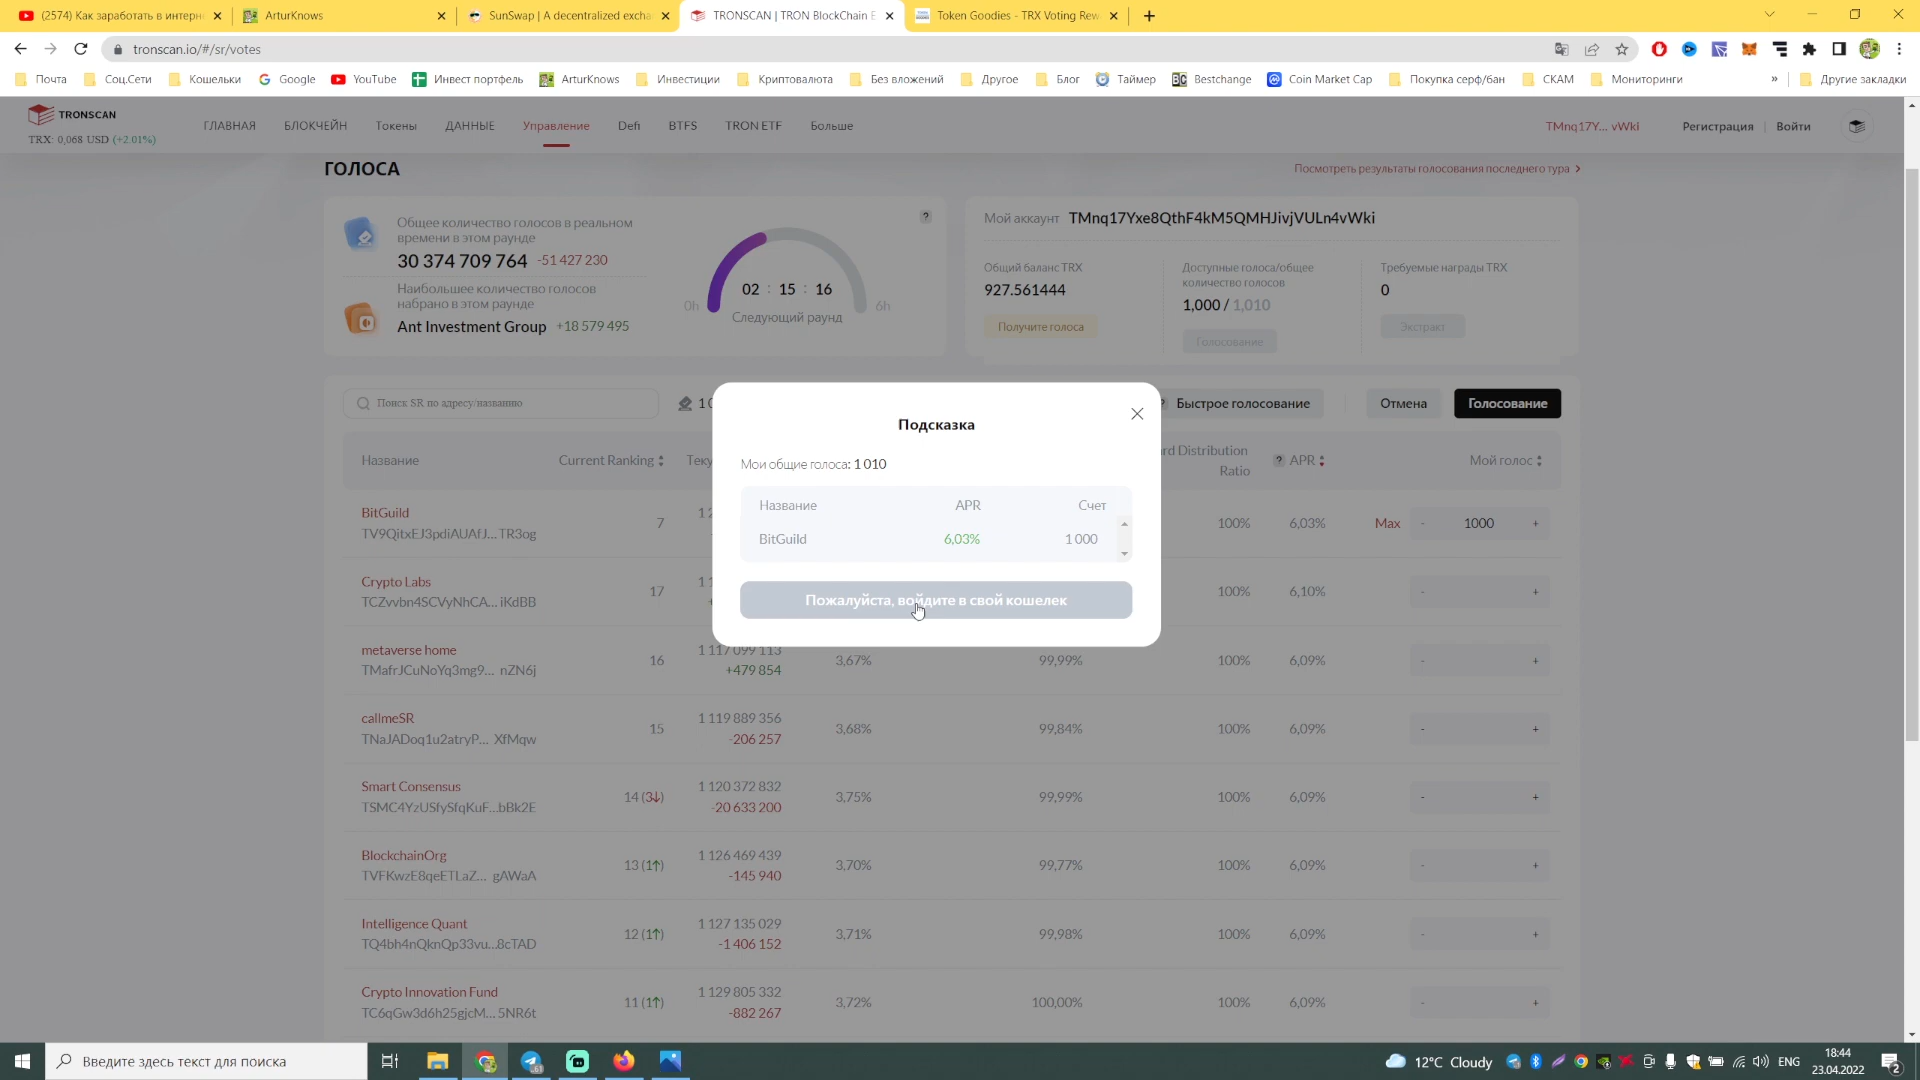 (2574) Как заработать в интерн
ArturKnows
SunSwap | A decentralized excha
TRONSCAN | TRON BlockChain E
Token Goodies - TRX Voting Rew
tronscan.io/#/sr/votes
Почта
Соц.Сети
Кошельки
Google
YouTube
Инвест портфель
ArturKnows
Инвестиции
Криптовалюта
Без вложений
Другое
Блог
Таймер
Bestchange
Coin Market Cap
Покупка серф/бан
СКАМ
Мониторинги
»
Другие закладки
TRONSCAN
TRX: 0,068 USD (+2.01%)
ГЛАВНАЯ
БЛОКЧЕЙН
Токены
ДАННЫЕ
Управление
Defi
BTFS
TRON ETF
Больше
TMnq17Y... vWki
Регистрация
Войти
ГОЛОСА
Посмотреть результаты голосования последнего тура
Общее количество голосов в реальном
времени в этом раунде
30 374 709 764 -51 427 230
Наибольшее количество голосов
набрано в этом раунде
Ant Investment Group +18 579 495
?
02 : 15 : 16
0h
6h
Следующий раунд
Мой аккаунт TMnq17Yxe8QthF4kM5QMHJivjVULn4vWki
Общий баланс TRX
927.561444
Получите голоса
Доступные голоса/общее
количество голосов
1,000 / 1,010
Голосование
Требуемые награды TRX
0
Экстракт
Поиск SR по адресу/названию
Быстрое голосование
Отмена
Голосование
Название
Current Ranking
rd Distribution
Ratio
? APR
Мой голос
BitGuild
TV9QitxEJ3pdiAUAfJ... TR3og
7
100%
6,03%
Max
-
1000
+
Crypto Labs
TCZvvbn4SCVyNhCA... iKdBB
17
100%
6,10%
-
+
metaverse home
TMafrJCuNoYq3mg9... nZN6j
16
1 117 099 113
+479 854
3,67%
99,99%
100%
6,09%
-
+
callmeSR
TNaJADoq1u2atryP... XfMqw
15
1 119 889 356
-206 257
3,68%
99,84%
100%
6,09%
-
+
Smart Consensus
TSMC4YzUSfySfqKuF...bBk2E
14 (3↓)
1 120 372 832
-20 633 200
3,75%
99,99%
100%
6,09%
-
+
BlockchainOrg
TVFKwzE8qeETLaZ... gAWaA
13 (1↑)
1 126 469 439
-145 940
3,70%
99,77%
100%
6,09%
-
+
Intelligence Quant
TQ4bh4nQknQp33vu...8cTAD
12 (1↑)
1 127 135 029
-1 406 152
3,71%
99,98%
100%
6,09%
-
+
Crypto Innovation Fund
TC6qGw3d6h25gjcM... 5NR6t
11 (1↑)
1 129 805 332
-882 267
3,72%
100,00%
100%
6,09%
-
+
Подсказка
Мои общие голоса: 1 010
Название
APR
Счет
BitGuild
6,03%
1 000
Пожалуйста, войдите в свой кошелек
Введите здесь текст для поиска
12°C Cloudy
ENG
18:44
23.04.2022
2